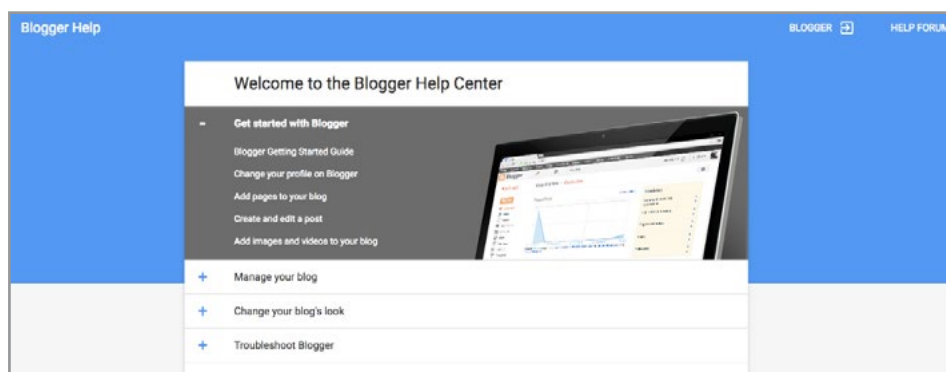 Blogger Help
BLOGGER
HELP FORUM
Welcome to the Blogger Help Center
- Get started with Blogger
Blogger Getting Started Guide
Change your profile on Blogger
Add pages to your blog
Create and edit a post
Add images and videos to your blog
Blogger
+ Manage your blog
+ Change your blog's look
+ Troubleshoot Blogger